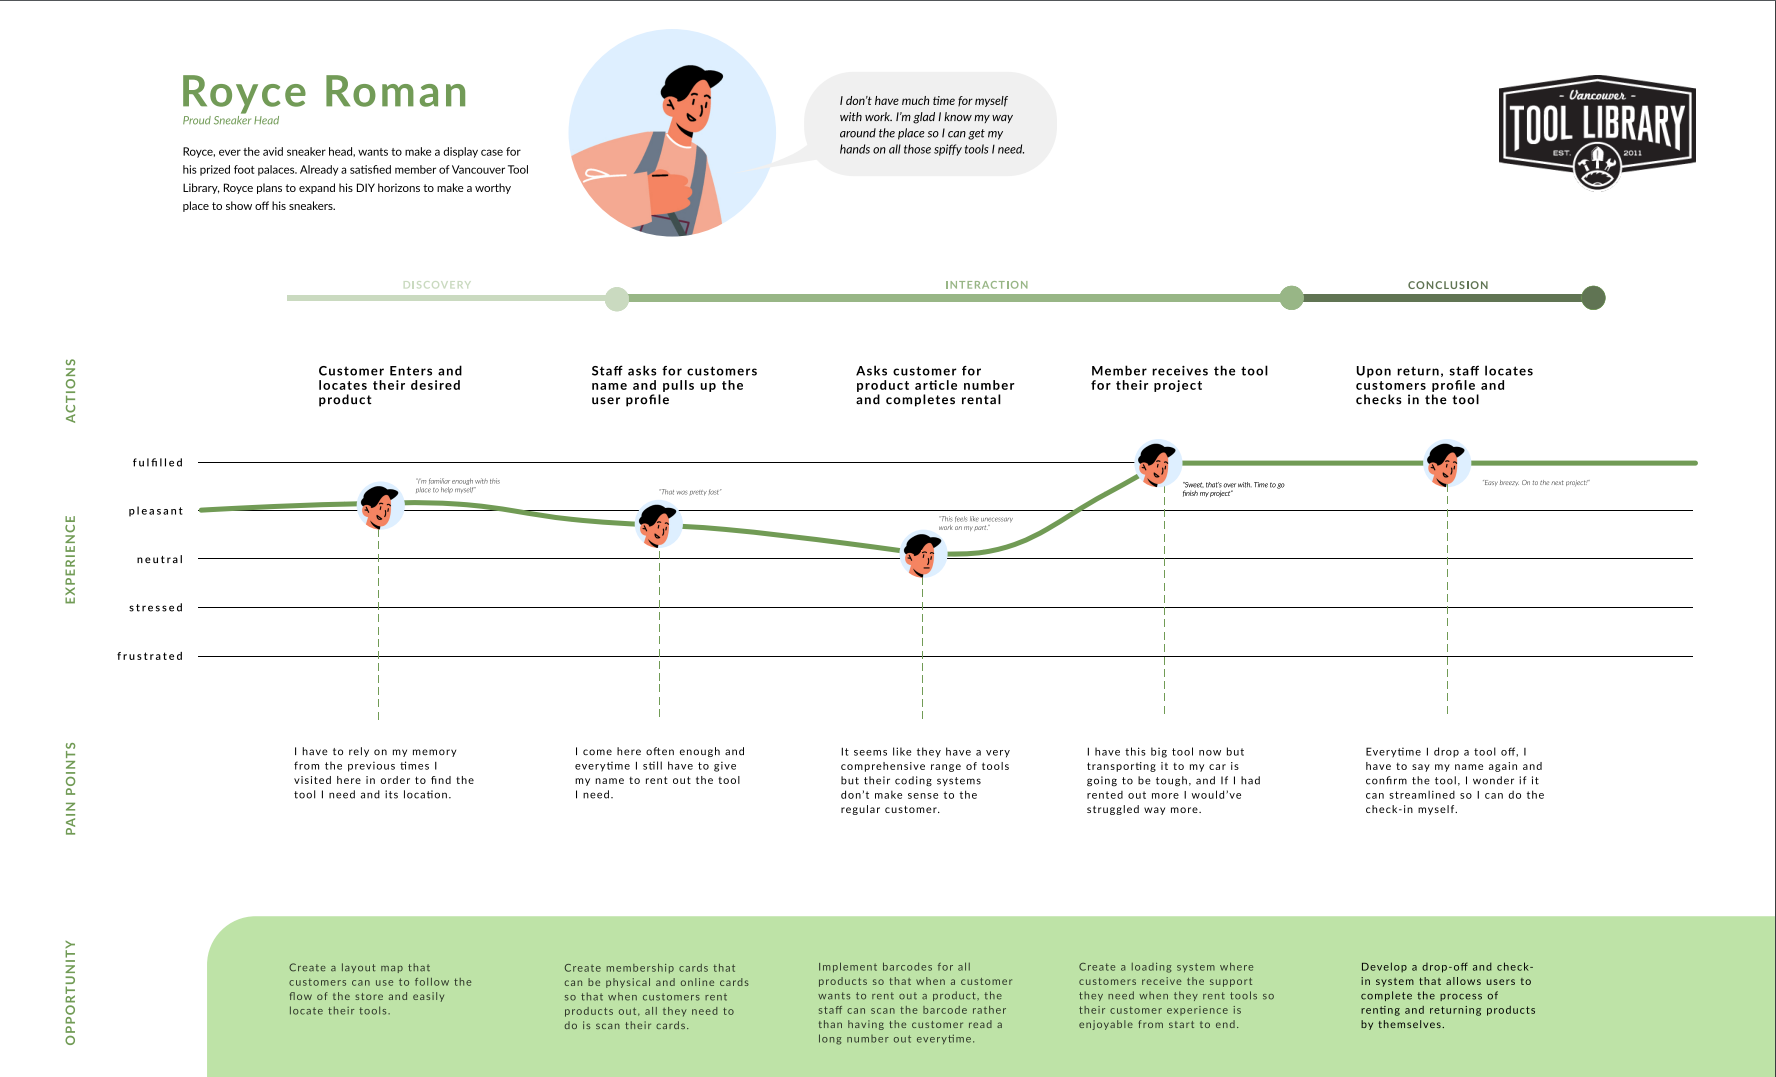 Royce Roman
Proud Sneaker Head
Royce, ever the avid sneaker head, wants to make a display case for
his prized foot palaces. Already a satisfied member of Vancouver Tool
Library, Royce plans to expand his DIY horizons to make a worthy
place to show off his sneakers.
I don't have much time for myself
with work. I'm glad I know my way
around the place so I can get my
hands on all those spiffy tools I need.
- Vancouver -
TOOL LIBRARY
EST. 2011
DISCOVERY
INTERACTION
CONCLUSION
ACTIONS
Customer Enters and
locates their desired
product
Staff asks for customers
name and pulls up the
user profile
Asks customer for
product article number
and completes rental
Member receives the tool
for their project
Upon return, staff locates
customers profile and
checks in the tool
EXPERIENCE
fulfilled
pleasant
neutral
stressed
frustrated
"I'm familiar enough with this
place to help myself"
"That was pretty fast"
"This feels like unecessary
work on my part."
"Sweet, that's over with. Time to go
finish my project"
"Easy breezy. On to the next project!"
PAIN POINTS
I have to rely on my memory
from the previous times I
visited here in order to find the
tool I need and its location.
I come here often enough and
everytime I still have to give
my name to rent out the tool
I need.
It seems like they have a very
comprehensive range of tools
but their coding systems
don't make sense to the
regular customer.
I have this big tool now but
transporting it to my car is
going to be tough, and If I had
rented out more I would've
struggled way more.
Everytime I drop a tool off, I
have to say my name again and
confirm the tool, I wonder if it
can streamlined so I can do the
check-in myself.
OPPORTUNITY
Create a layout map that
customers can use to follow the
flow of the store and easily
locate their tools.
Create membership cards that
can be physical and online cards
so that when customers rent
products out, all they need to
do is scan their cards.
Implement barcodes for all
products so that when a customer
wants to rent out a product, the
staff can scan the barcode rather
than having the customer read a
long number out everytime.
Create a loading system where
customers receive the support
they need when they rent tools so
their customer experience is
enjoyable from start to end.
Develop a drop-off and check-
in system that allows users to
complete the process of
renting and returning products
by themselves.